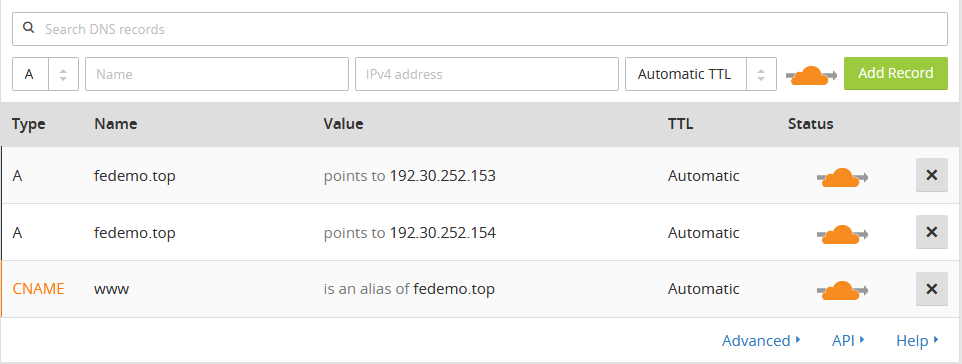 Search DNS records
A Name IPv4 address Automatic TTL Add Record
Type Name Value TTL Status
A fedemo.top points to 192.30.252.153 Automatic
A fedemo.top points to 192.30.252.154 Automatic
CNAME www is an alias of fedemo.top Automatic
Advanced API Help